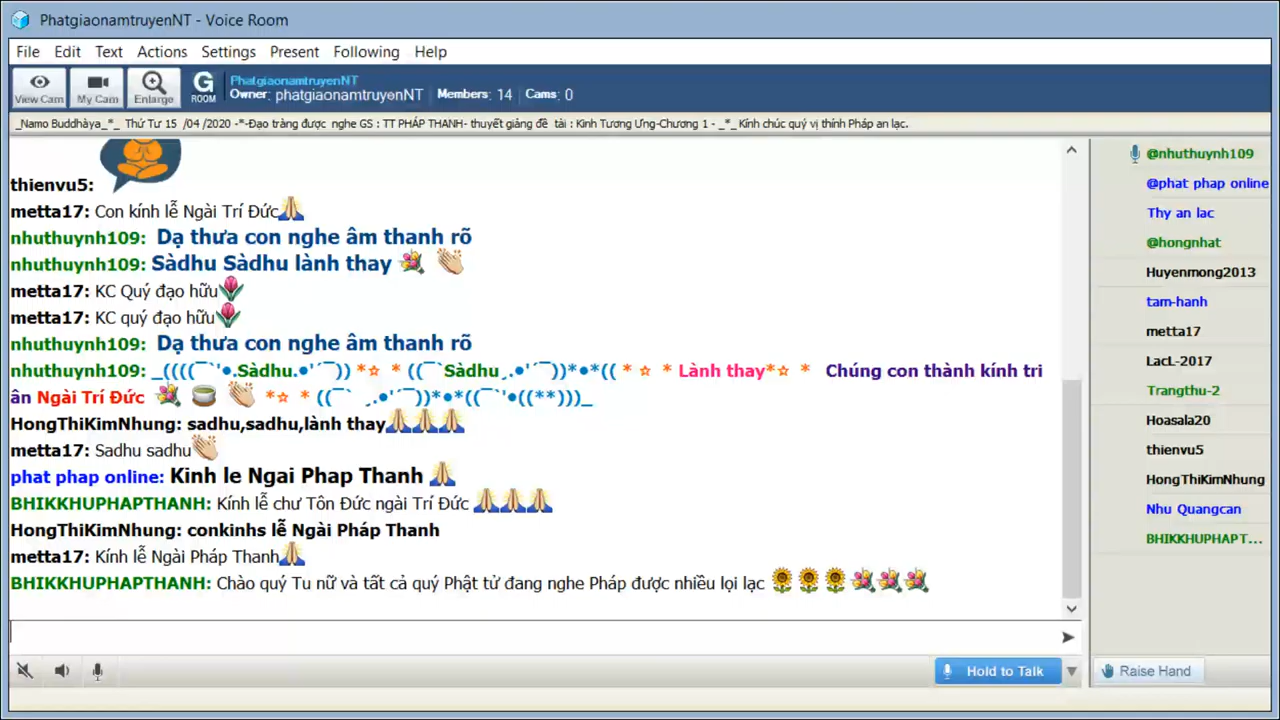 PhatgiaonamtruyenNT - Voice Room
File Edit Text Actions Settings Present Following Help
View Cam My Cam Enlarge G ROOM
PhatgiaonamtruyenNT
Owner: phatgiaonamtruyenNT Members: 14 Cams: 0
_Namo Buddhàya_*_ Thứ Tư 15 /04 /2020 -*-Đạo tràng được nghe GS : TT PHÁP THANH- thuyết giảng đề tài : Kinh Tương Ưng-Chương 1 - _*_ Kính chúc quý vị thính Pháp an lạc.
thienvu5:
metta17: Con kính lễ Ngài Trí Đức
nhuthuynh109: Dạ thưa con nghe âm thanh rõ
nhuthuynh109: Sàdhu Sàdhu lành thay
metta17: KC Quý đạo hữu
metta17: KC quý đạo hữu
nhuthuynh109: Dạ thưa con nghe âm thanh rõ
nhuthuynh109: _((((¯`'•.Sàdhu.•'´¯)) *☆ * ((¯`Sàdhu¸.•'´¯))*•*(( * ☆ * Lành thay*☆ * Chúng con thành kính tri
ân Ngài Trí Đức *☆ * ((¯` ¸.•'´¯))*•*((¯`'•((**)))_
HongThiKimNhung: sadhu,sadhu,lành thay
metta17: Sadhu sadhu
phat phap online: Kinh le Ngai Phap Thanh
BHIKKHUPHAPTHANH: Kính lễ chư Tôn Đức ngài Trí Đức
HongThiKimNhung: conkinhs lễ Ngài Pháp Thanh
metta17: Kính lễ Ngài Pháp Thanh
BHIKKHUPHAPTHANH: Chào quý Tu nữ và tất cả quý Phật tử đang nghe Pháp được nhiều lọi lạc
Hold to Talk
@nhuthuynh109
@phat phap online
Thy an lac
@hongnhat
Huyenmong2013
tam-hanh
metta17
LacL-2017
Trangthu-2
Hoasala20
thienvu5
HongThiKimNhung
Nhu Quangcan
BHIKKHUPHAPT...
Raise Hand